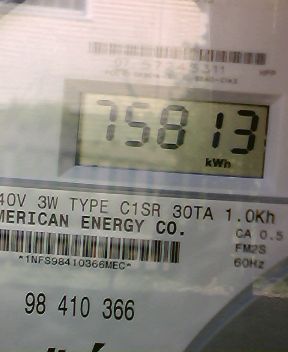 75813
kWh
40V 3W TYPE C1SR 30TA 1.0Kh
MERICAN ENERGY CO.
CA 0.5
*1NFS98410366MEC*
FM2S
60Hz
98 410 366